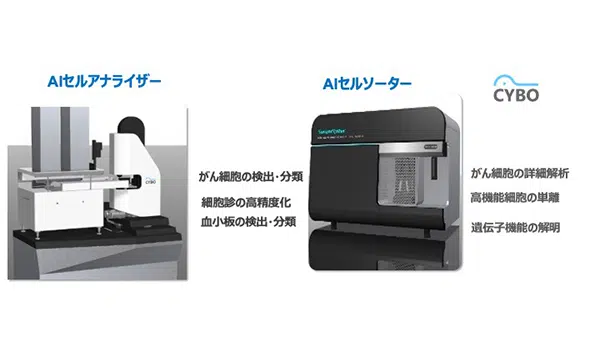 AIセルアナライザー
AIセルソーター
CYBO
CYBO
がん細胞の検出・分類
細胞診の高精度化
血小板の検出・分類
がん細胞の詳細解析
高機能細胞の単離
遺伝子機能の解明